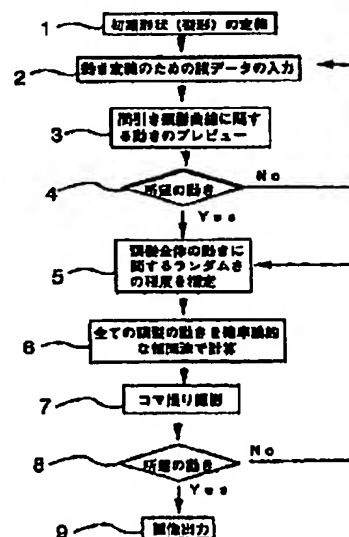 1 初期形状(髪形)の定義
2 動き定義のための諸データの入力
3 間引き頭髪曲線に関す
る動きのプレビュー
4 所望の動き No
Yes
5 頭髪全体の動きに
関するランダムさ
の程度を指定
6 全ての頭髪の動きを確率論的
な補間法で計算
7 コマ撮り撮影
8 所望の動き No
Yes
9 画像出力